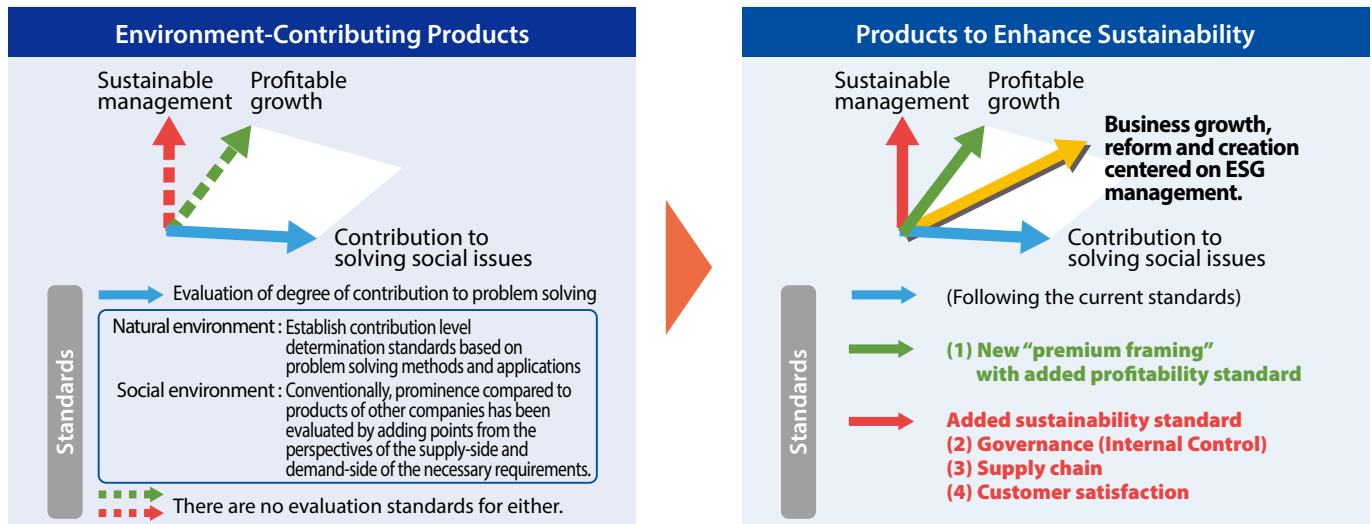 Environment-Contributing Products
Sustainable
management
Profitable
growth
Contribution to
solving social issues
Standards
Evaluation of degree of contribution to problem solving
Natural environment : Establish contribution level
determination standards based on
problem solving methods and applications
Social environment : Conventionally, prominence compared to
products of other companies has been
evaluated by adding points from the
perspectives of the supply-side and
demand-side of the necessary requirements.
There are no evaluation standards for either.
Products to Enhance Sustainability
Sustainable
management
Profitable
growth
Business growth,
reform and creation
centered on ESG
management.
Contribution to
solving social issues
Standards
(Following the current standards)
(1) New “premium framing”
with added profitability standard
Added sustainability standard
(2) Governance (Internal Control)
(3) Supply chain
(4) Customer satisfaction